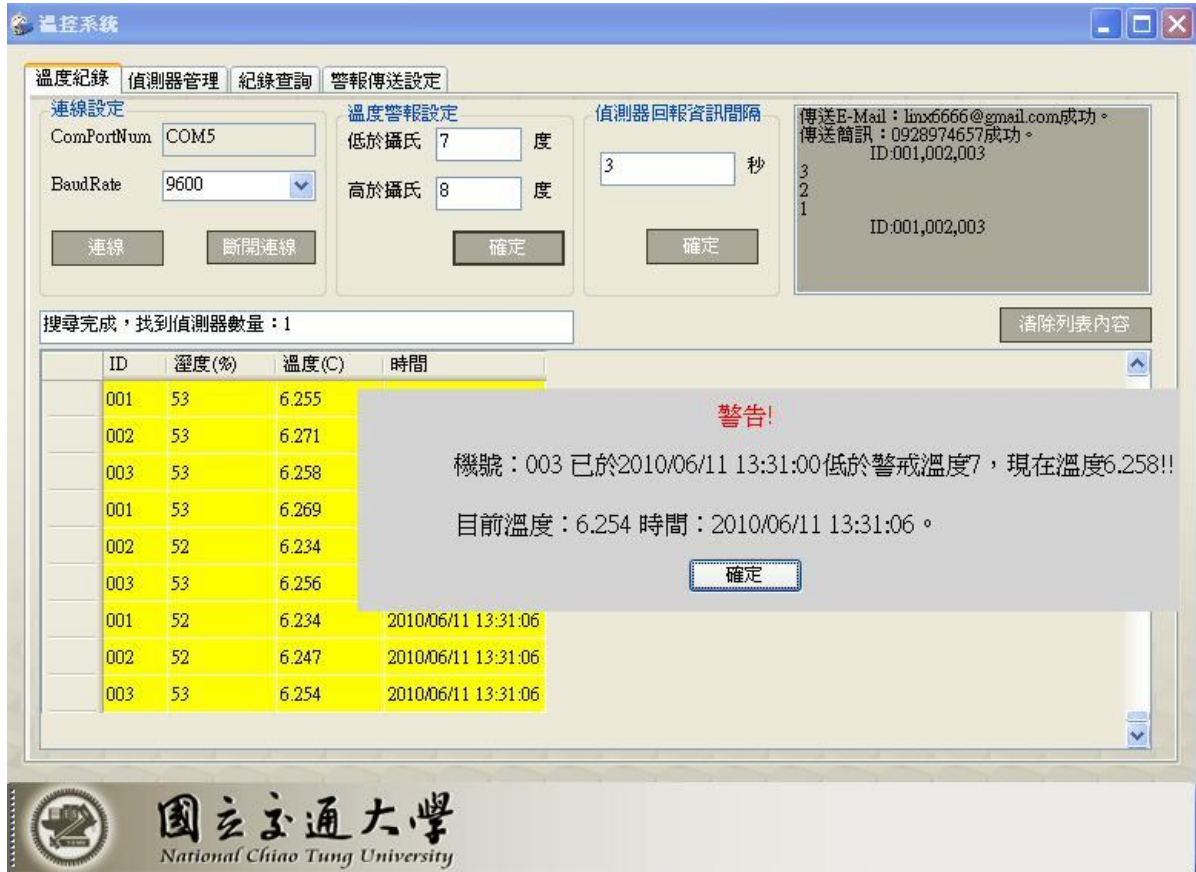 溫控系統
溫度紀錄 偵測器管理 紀錄查詢 警報傳送設定
連線設定
ComPortNum COM5
BaudRate 9600
連線 斷開連線
溫度警報設定
低於攝氏 7 度
高於攝氏 8 度
確定
偵測器回報資訊間隔
3 秒
確定
傳送E-Mail：linx6666@gmail.com成功。
傳送簡訊：0928974657成功。
ID:001,002,003
3
2
1
ID:001,002,003
搜尋完成，找到偵測器數量：1
清除列表內容
ID 溼度(%) 溫度(C) 時間
001 53 6.255
002 53 6.271
003 53 6.258
001 53 6.269
002 52 6.234
003 53 6.256
001 52 6.234 2010/06/11 13:31:06
002 52 6.247 2010/06/11 13:31:06
003 53 6.254 2010/06/11 13:31:06
警告!
機號：003 已於2010/06/11 13:31:00低於警戒溫度7，現在溫度6.258!!
目前溫度：6.254 時間：2010/06/11 13:31:06。
確定
國立交通大學
National Chiao Tung University